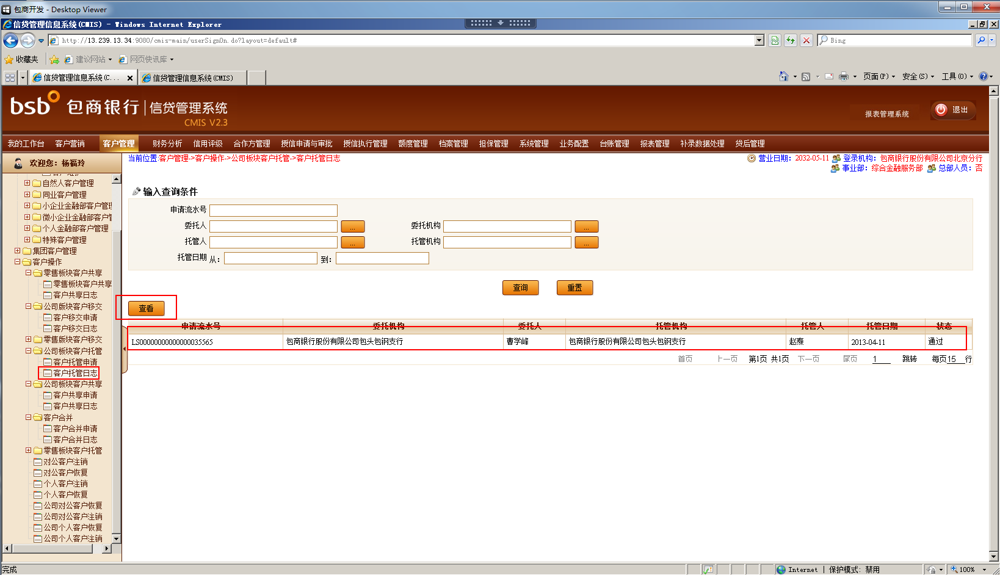 包商开发 - Desktop Viewer
信贷管理信息系统(CMIS) - Windows Internet Explorer
http://13.239.13.34:9080/cmis-main/userSignOn.do?layout=default#
Bing
收藏夹 建议网站 网页快讯库
信贷管理信息系统(C... 信贷管理信息系统(CMIS)
页面(P) 安全(S) 工具(O)
bsb 包商银行 信贷管理系统
CMIS V2.3
报表管理系统 退出
我的工作台 客户营销 客户管理 财务分析 信用评级 合作方管理 授信申请与审批 授信执行管理 额度管理 档案管理 担保管理 系统管理 业务配置 台账管理 报表管理 补录数据处理 贷后管理
欢迎您：杨福玲
当前位置:客户管理->客户操作->公司板块客户托管->客户托管日志
营业日期：2032-05-11 登录机构：包商银行股份有限公司北京分行
事业部：综合金融服务部 总部人员：否
自然人客户管理
同业客户管理
小企业金融部客户管理
微小企业金融部客户管
个人金融部客户管理
特殊客户管理
集团客户管理
客户操作
零售板块客户共享
零售板块客户共享
客户共享日志
公司版块客户移交
客户移交申请
客户移交日志
零售版块客户移交
公司板块客户托管
客户托管申请
客户托管日志
公司板块客户共享
客户共享申请
客户共享日志
客户合并
客户合并申请
客户合并日志
零售板块客户托管
对公客户注销
对公客户恢复
个人客户注销
个人客户恢复
公司对公客户恢复
公司对公客户注销
公司个人客户恢复
公司个人客户注销
输入查询条件
申请流水号
委托人 ... 委托机构 ...
托管人 ... 托管机构 ...
托管日期 从： 到：
查询 重置
查看
申请流水号 委托机构 委托人 托管机构 托管人 托管日期 状态
LS00000000000000035565 包商银行股份有限公司包头包钢支行 曹学峰 包商银行股份有限公司包头包钢支行 赵焘 2013-04-11 通过
首页 上一页 第1页 共1页 下一页 尾页 1 跳转 每页15 行
完成
Internet | 保护模式: 禁用
100%